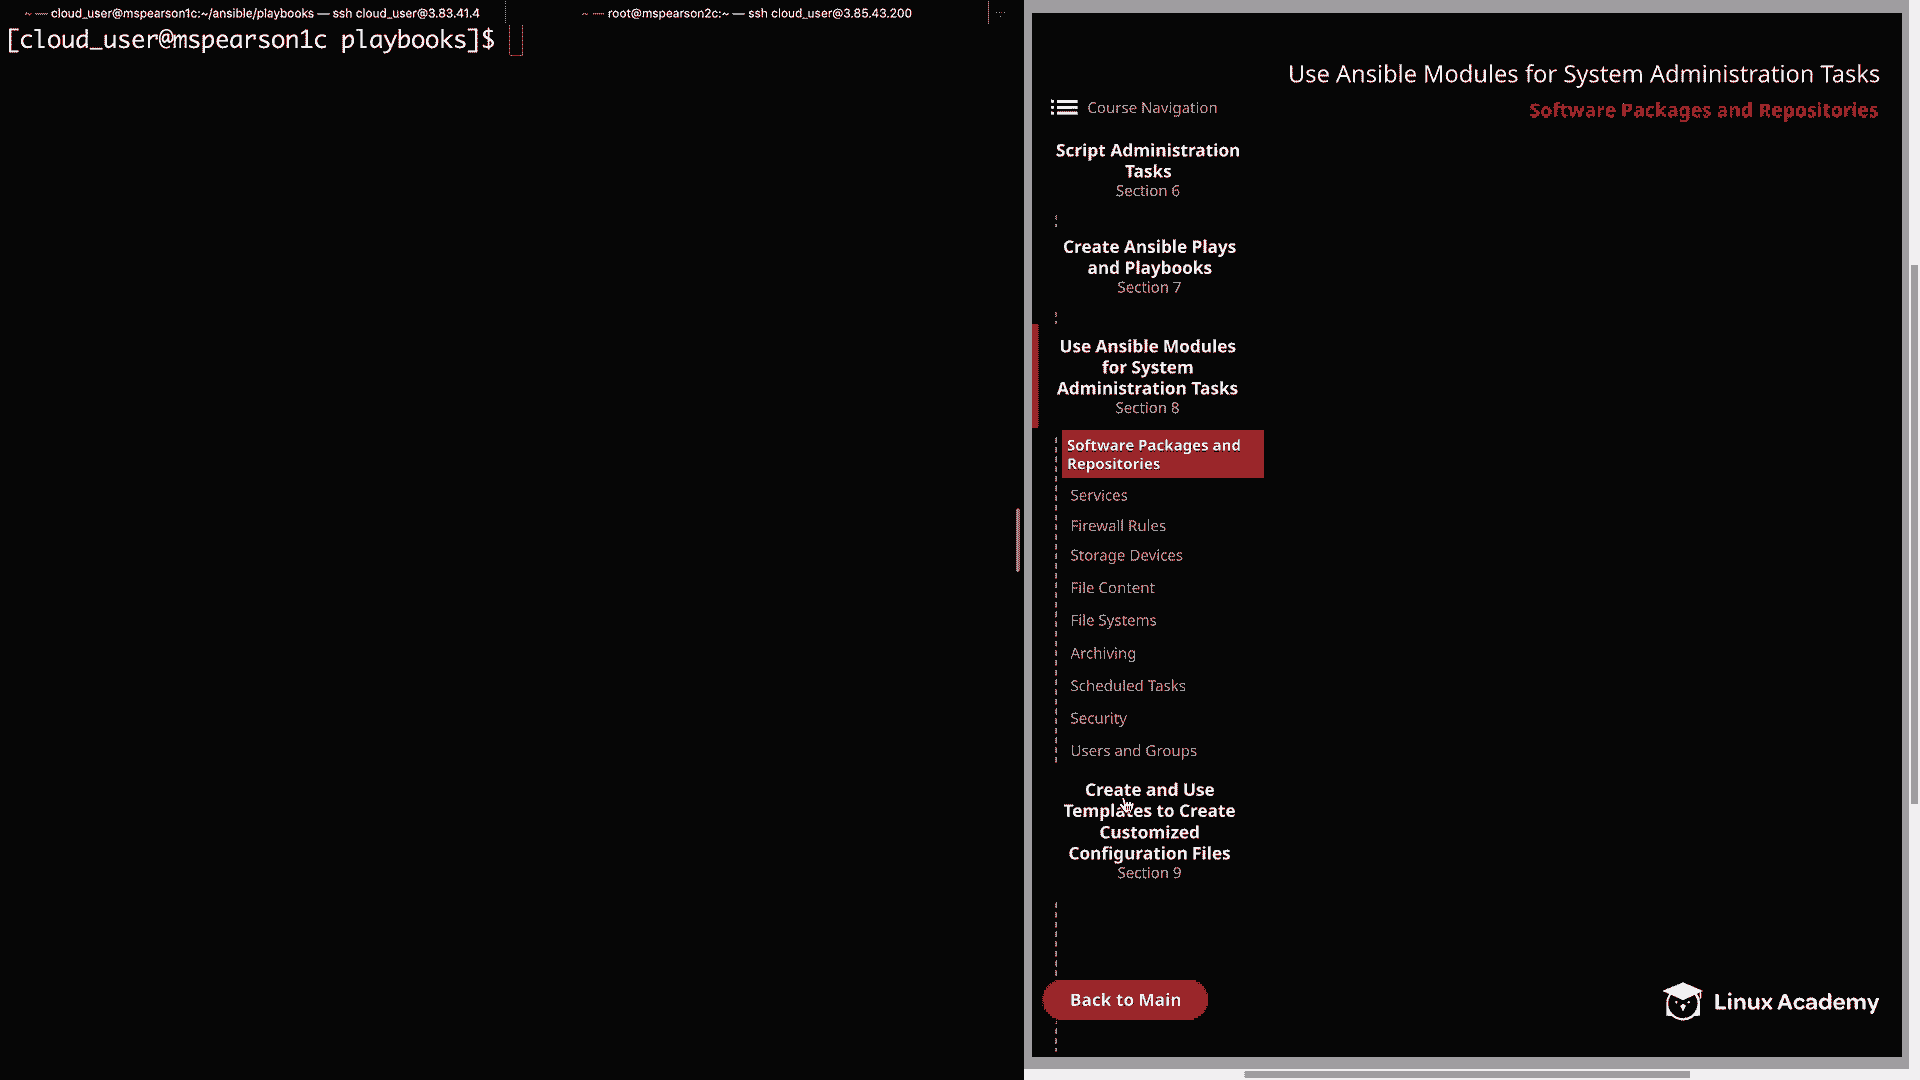 ~ — cloud_user@mspearson1c:~/ansible/playbooks — ssh cloud_user@3.83.41.4
~ — root@mspearson2c:~ — ssh cloud_user@3.85.43.200
[cloud_user@mspearson1c playbooks]$
Use Ansible Modules for System Administration Tasks
Software Packages and Repositories
Course Navigation
Script Administration
Tasks
Section 6
Create Ansible Plays
and Playbooks
Section 7
Use Ansible Modules
for System
Administration Tasks
Section 8
Software Packages and
Repositories
Services
Firewall Rules
Storage Devices
File Content
File Systems
Archiving
Scheduled Tasks
Security
Users and Groups
Create and Use
Templates to Create
Customized
Configuration Files
Section 9
Back to Main
Linux Academy